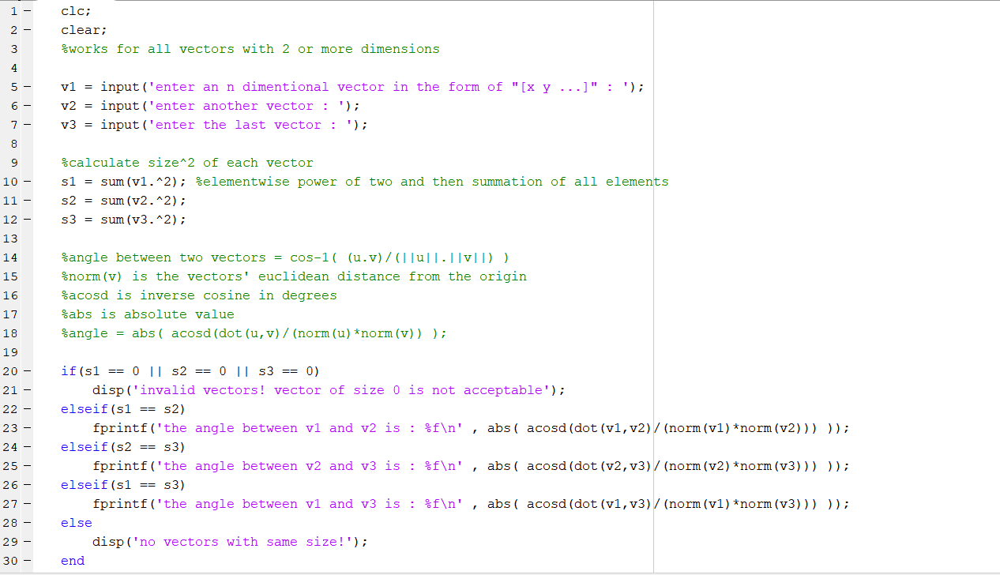 1 – clc;
2 – clear;
3 %works for all vectors with 2 or more dimensions
4
5 – v1 = input('enter an n dimentional vector in the form of "[x y ...]" : ');
6 – v2 = input('enter another vector : ');
7 – v3 = input('enter the last vector : ');
8
9 %calculate size^2 of each vector
10 – s1 = sum(v1.^2); %elementwise power of two and then summation of all elements
11 – s2 = sum(v2.^2);
12 – s3 = sum(v3.^2);
13
14 %angle between two vectors = cos-1( (u.v)/(||u||.||v||) )
15 %norm(v) is the vectors' euclidean distance from the origin
16 %acosd is inverse cosine in degrees
17 %abs is absolute value
18 %angle = abs( acosd(dot(u,v)/(norm(u)*norm(v)) );
19
20 – if(s1 == 0 || s2 == 0 || s3 == 0)
21 – disp('invalid vectors! vector of size 0 is not acceptable');
22 – elseif(s1 == s2)
23 – fprintf('the angle between v1 and v2 is : %f\n' , abs( acosd(dot(v1,v2)/(norm(v1)*norm(v2))) ));
24 – elseif(s2 == s3)
25 – fprintf('the angle between v2 and v3 is : %f\n' , abs( acosd(dot(v2,v3)/(norm(v2)*norm(v3))) ));
26 – elseif(s1 == s3)
27 – fprintf('the angle between v1 and v3 is : %f\n' , abs( acosd(dot(v1,v3)/(norm(v1)*norm(v3))) ));
28 – else
29 – disp('no vectors with same size!');
30 – end